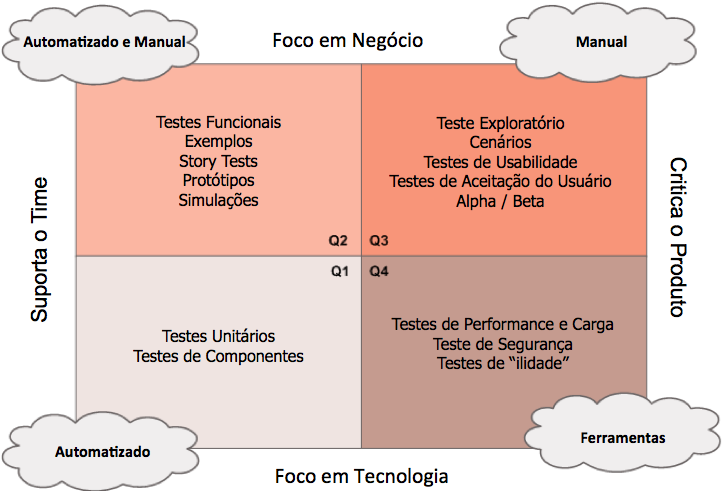 Automatizado e Manual
Foco em Negócio
Manual
Testes Funcionais
Exemplos
Story Tests
Protótipos
Simulações
Q2
Teste Exploratório
Cenários
Testes de Usabilidade
Testes de Aceitação do Usuário
Alpha / Beta
Q3
Suporta o Time
Critica o Produto
Q1
Testes Unitários
Testes de Componentes
Q4
Testes de Performance e Carga
Teste de Segurança
Testes de “ilidade”
Automatizado
Foco em Tecnologia
Ferramentas